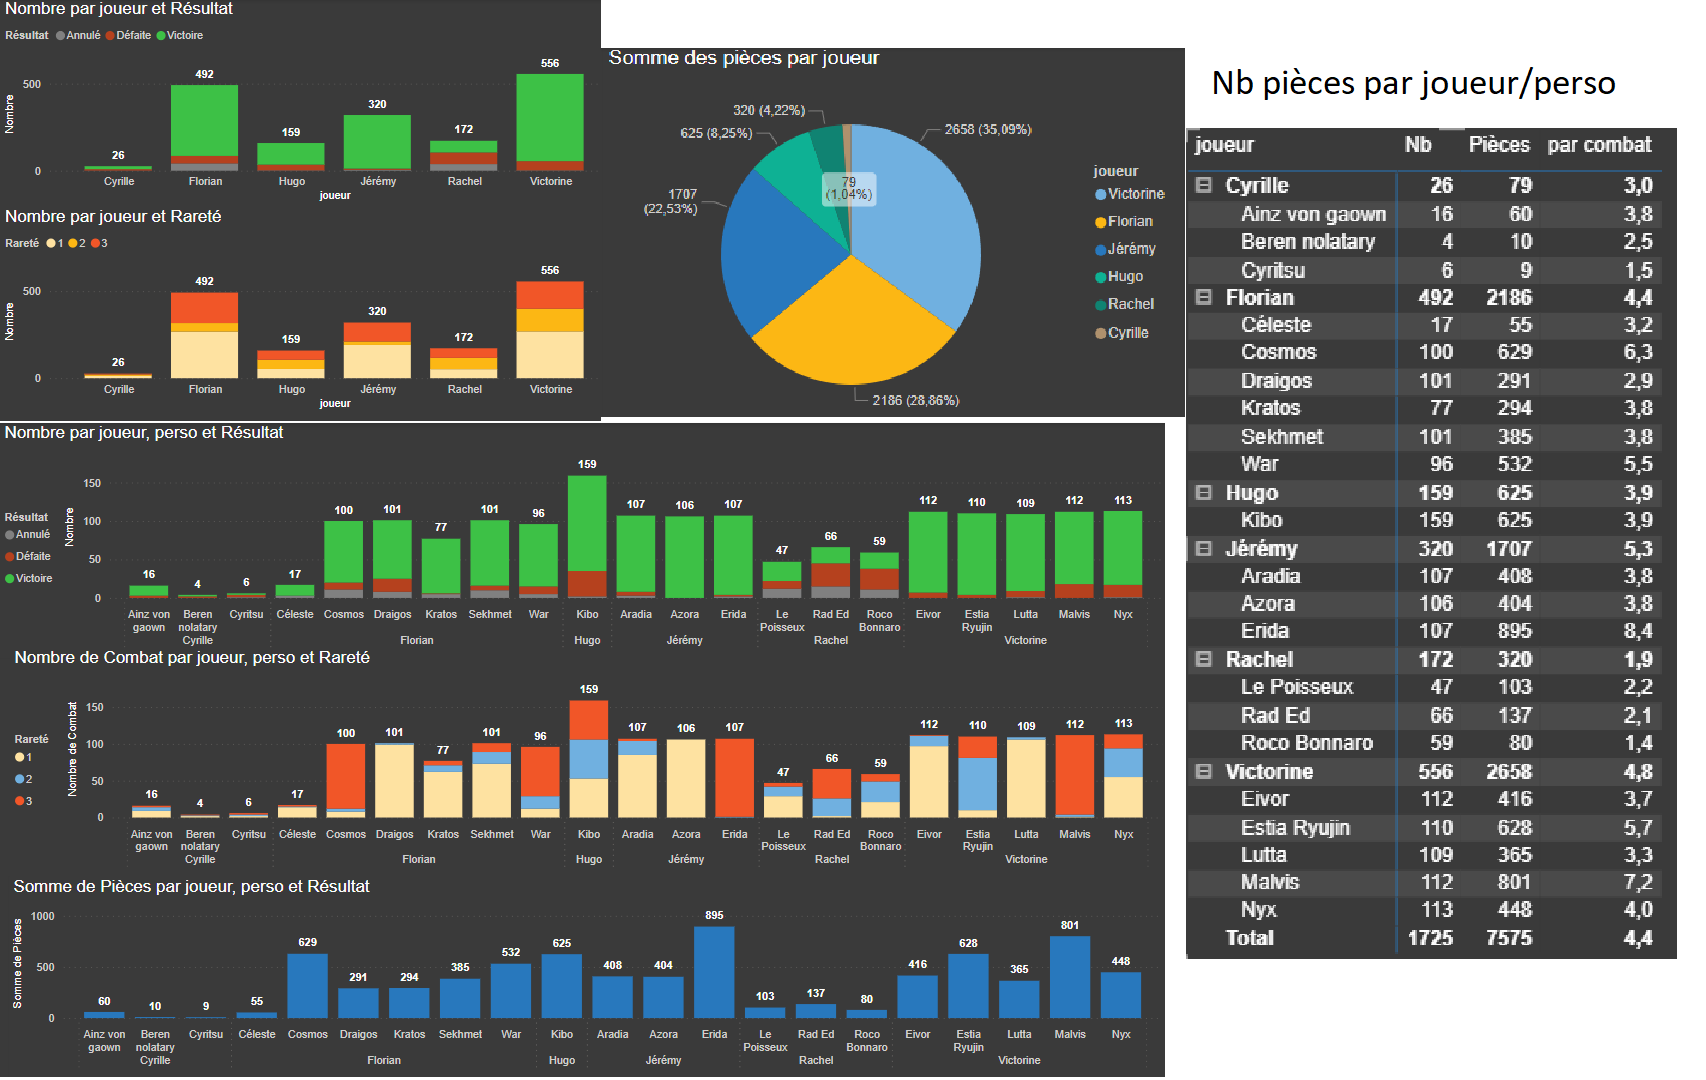 Nombre par joueur et Résultat
Résultat Annulé Défaite Victoire
Nombre
500
0
26
492
159
320
172
556
Cyrille Florian Hugo Jérémy Rachel Victorine
joueur
Nombre par joueur et Rareté
Rareté 1 2 3
Nombre
500
0
26
492
159
320
172
556
Cyrille Florian Hugo Jérémy Rachel Victorine
joueur
Somme des pièces par joueur
320 (4,22%)
625 (8,25%)
1707
(22,53%)
79
(1,04%)
2658 (35,09%)
2186 (28,86%)
joueur
Victorine
Florian
Jérémy
Hugo
Rachel
Cyrille
Nombre par joueur, perso et Résultat
Résultat
Annulé
Défaite
Victoire
Nombre
150
100
50
0
16 4 6 17 100 101 77 101 96 159 107 106 107 47 66 59 112 110 109 112 113
Ainz von gaown Beren nolatary Cyritsu Céleste Cosmos Draigos Kratos Sekhmet War Kibo Aradia Azora Erida Le Poisseux Rad Ed Roco Bonnaro Eivor Estia Ryujin Lutta Malvis Nyx
Cyrille Florian Hugo Jérémy Rachel Victorine
Nombre de Combat par joueur, perso et Rareté
Rareté
1
2
3
Nombre de Combat
150
100
50
0
16 4 6 17 100 101 77 101 96 159 107 106 107 47 66 59 112 110 109 112 113
Ainz von gaown Beren nolatary Cyritsu Céleste Cosmos Draigos Kratos Sekhmet War Kibo Aradia Azora Erida Le Poisseux Rad Ed Roco Bonnaro Eivor Estia Ryujin Lutta Malvis Nyx
Cyrille Florian Hugo Jérémy Rachel Victorine
Somme de Pièces par joueur, perso et Résultat
Somme de Pièces
1000
500
0
60 10 9 55 629 291 294 385 532 625 408 404 895 103 137 80 416 628 365 801 448
Ainz von gaown Beren nolatary Cyritsu Céleste Cosmos Draigos Kratos Sekhmet War Kibo Aradia Azora Erida Le Poisseux Rad Ed Roco Bonnaro Eivor Estia Ryujin Lutta Malvis Nyx
Cyrille Florian Hugo Jérémy Rachel Victorine
Nb pièces par joueur/perso
joueur Nb Pièces par combat
Cyrille 26 79 3,0
Ainz von gaown 16 60 3,8
Beren nolatary 4 10 2,5
Cyritsu 6 9 1,5
Florian 492 2186 4,4
Céleste 17 55 3,2
Cosmos 100 629 6,3
Draigos 101 291 2,9
Kratos 77 294 3,8
Sekhmet 101 385 3,8
War 96 532 5,5
Hugo 159 625 3,9
Kibo 159 625 3,9
Jérémy 320 1707 5,3
Aradia 107 408 3,8
Azora 106 404 3,8
Erida 107 895 8,4
Rachel 172 320 1,9
Le Poisseux 47 103 2,2
Rad Ed 66 137 2,1
Roco Bonnaro 59 80 1,4
Victorine 556 2658 4,8
Eivor 112 416 3,7
Estia Ryujin 110 628 5,7
Lutta 109 365 3,3
Malvis 112 801 7,2
Nyx 113 448 4,0
Total 1725 7575 4,4